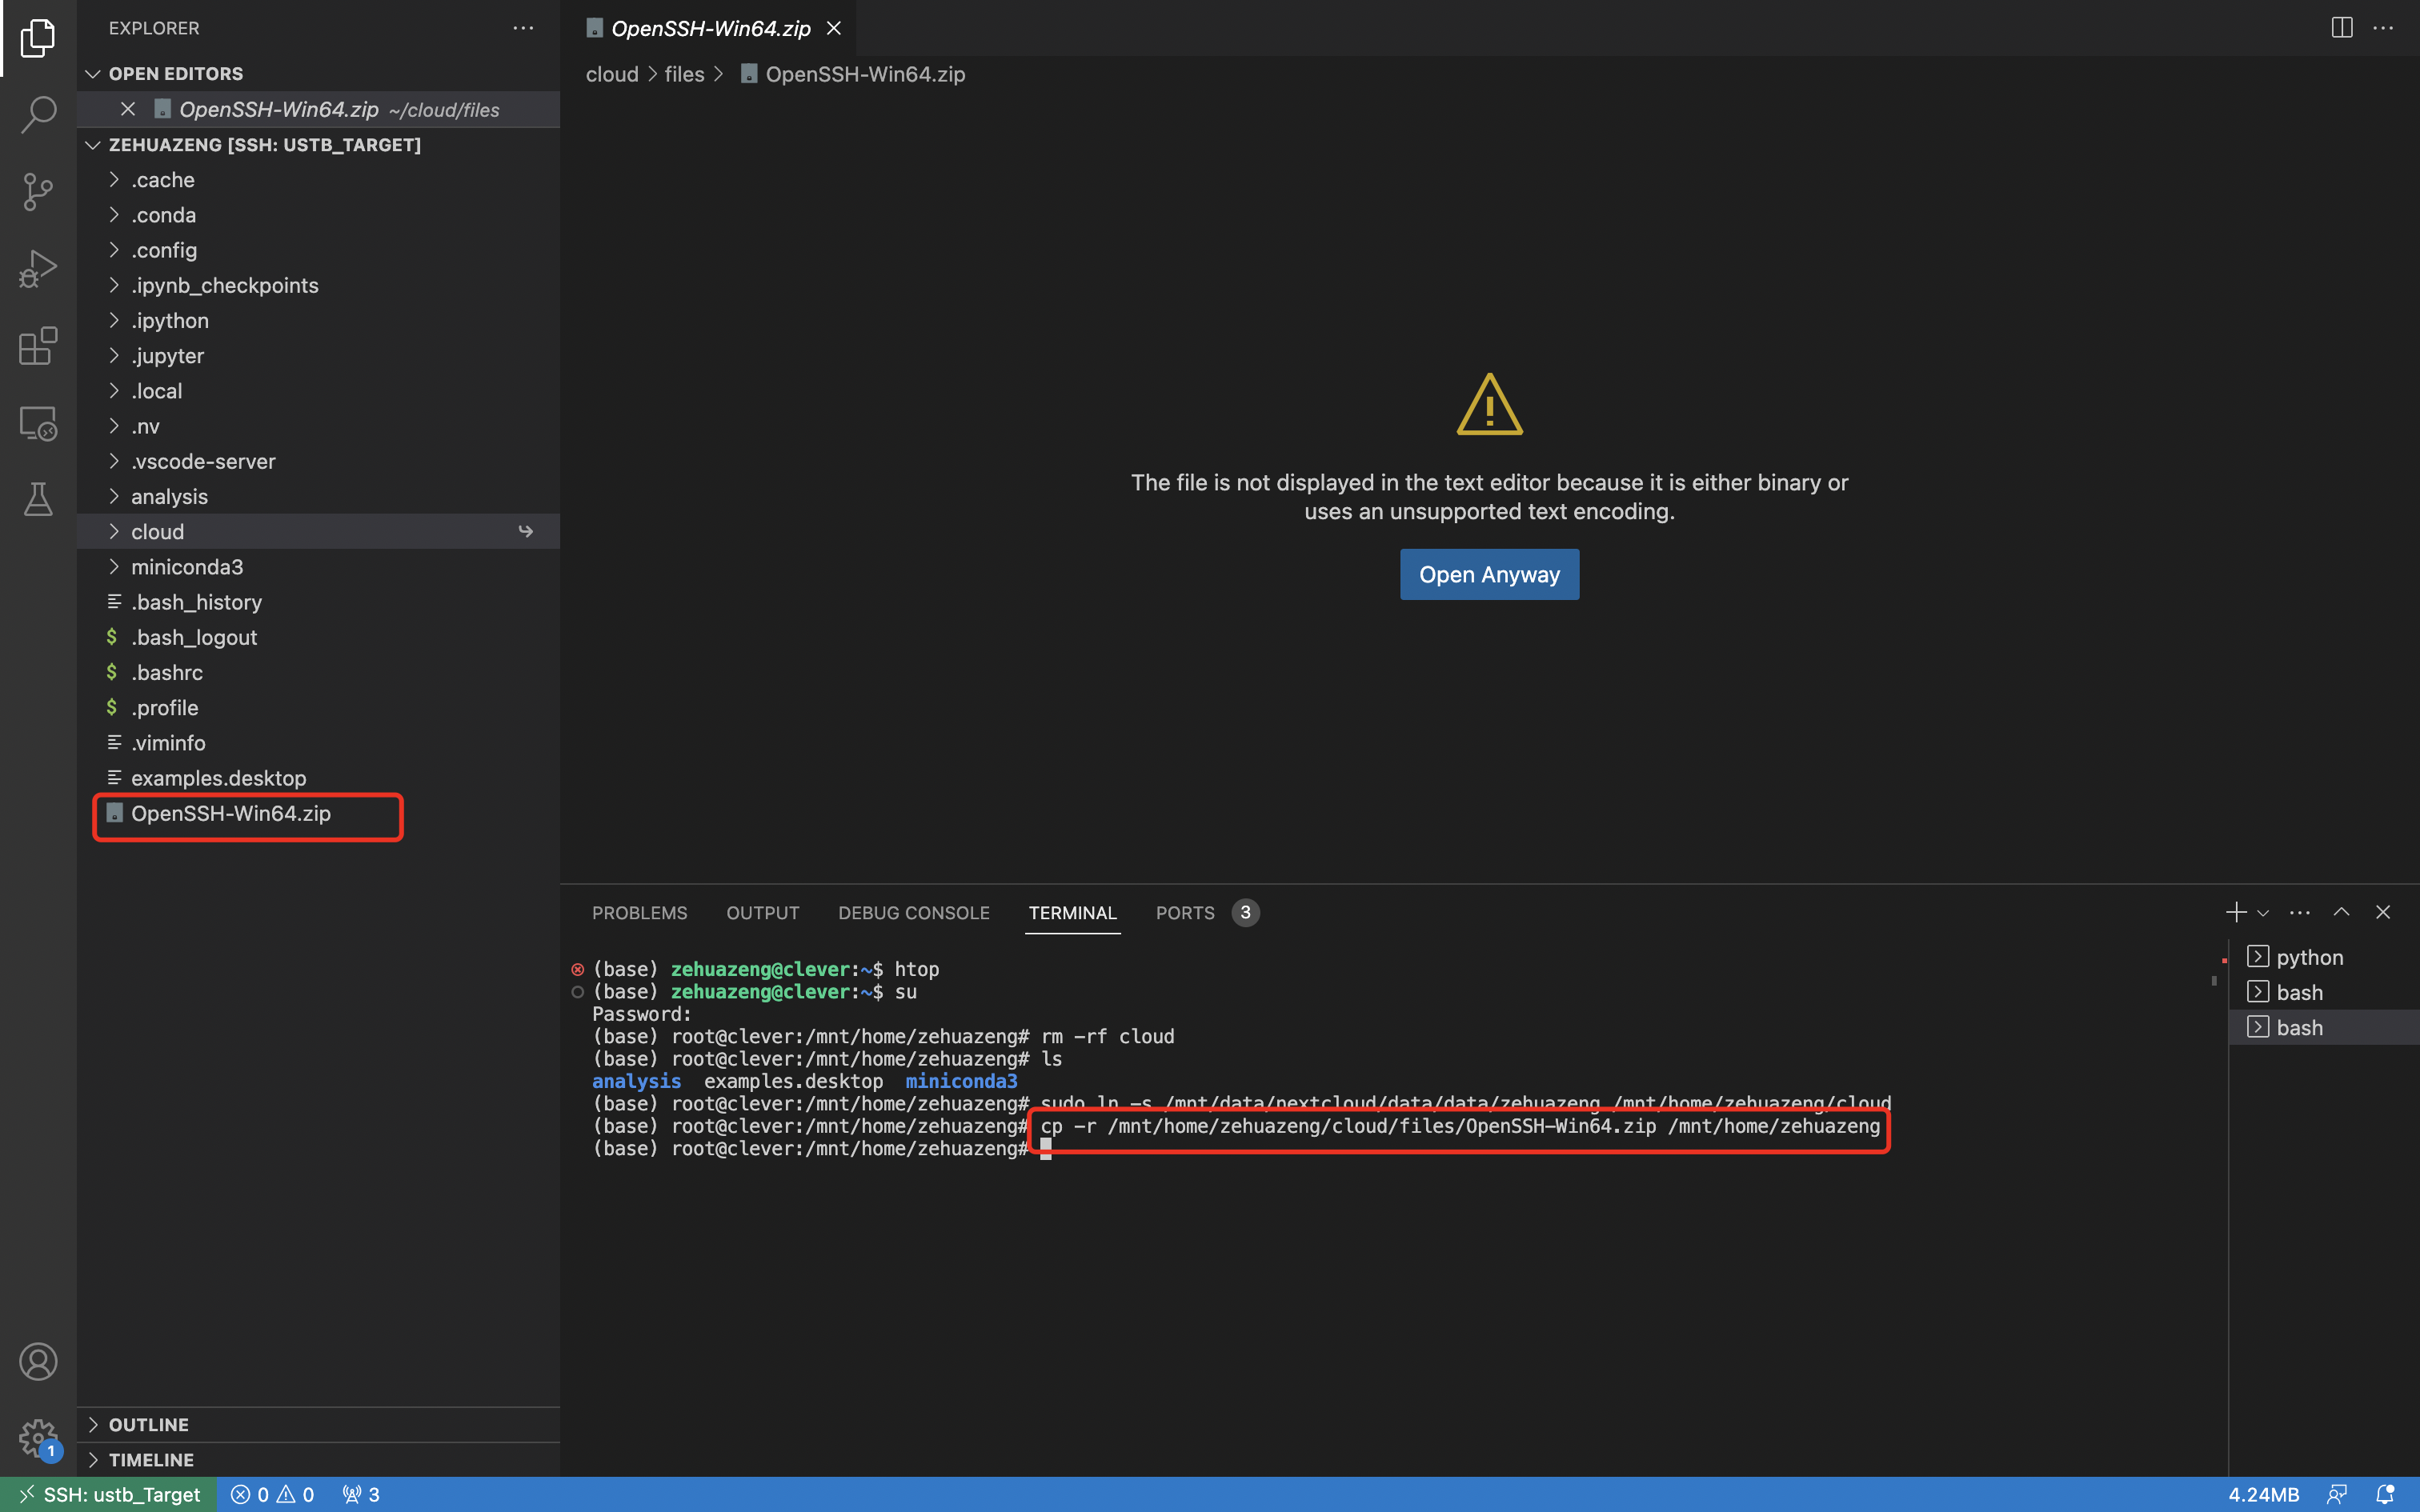 EXPLORER
OPEN EDITORS
OpenSSH-Win64.zip ~/cloud/files
ZEHUAZENG [SSH: USTB_TARGET]
.cache
.conda
.config
.ipynb_checkpoints
.ipython
.jupyter
.local
.nv
.vscode-server
analysis
cloud
miniconda3
.bash_history
$ .bash_logout
$ .bashrc
$ .profile
.viminfo
examples.desktop
OpenSSH-Win64.zip
OUTLINE
TIMELINE
OpenSSH-Win64.zip
cloud > files > OpenSSH-Win64.zip
The file is not displayed in the text editor because it is either binary or
uses an unsupported text encoding.
Open Anyway
PROBLEMS OUTPUT DEBUG CONSOLE TERMINAL PORTS 3
(base) zehuazeng@clever:~$ htop
(base) zehuazeng@clever:~$ su
Password:
(base) root@clever:/mnt/home/zehuazeng# rm -rf cloud
(base) root@clever:/mnt/home/zehuazeng# ls
analysis examples.desktop miniconda3
(base) root@clever:/mnt/home/zehuazeng# sudo ln -s /mnt/data/nextcloud/data/data/zehuazeng /mnt/home/zehuazeng/cloud
(base) root@clever:/mnt/home/zehuazeng# cp -r /mnt/home/zehuazeng/cloud/files/OpenSSH-Win64.zip /mnt/home/zehuazeng
(base) root@clever:/mnt/home/zehuazeng#
python
bash
bash
1
SSH: ustb_Target 0 0 3 4.24MB